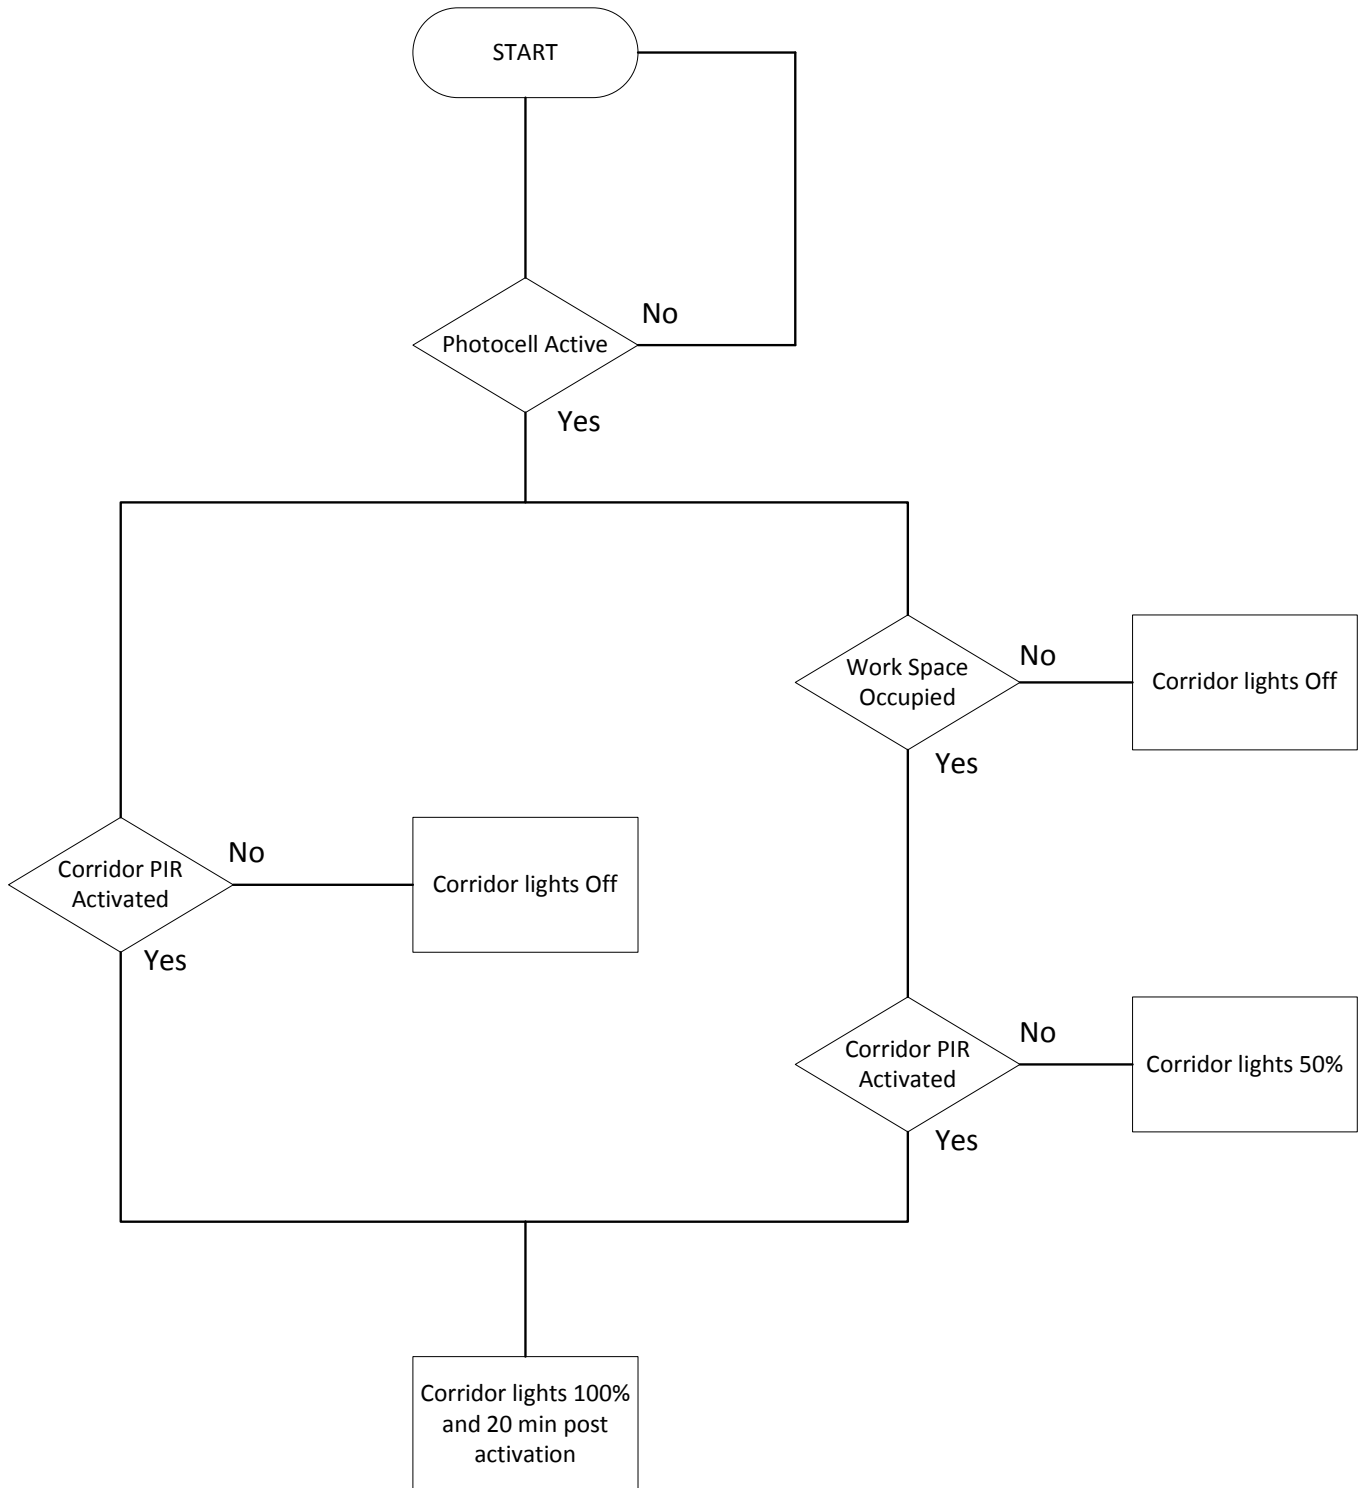 START
No
Photocell Active
Yes
Work Space
Occupied
No
Corridor lights Off
Yes
Corridor PIR
Activated
No
Corridor lights Off
Yes
Corridor PIR
Activated
No
Corridor lights 50%
Yes
Corridor lights 100%
and 20 min post
activation